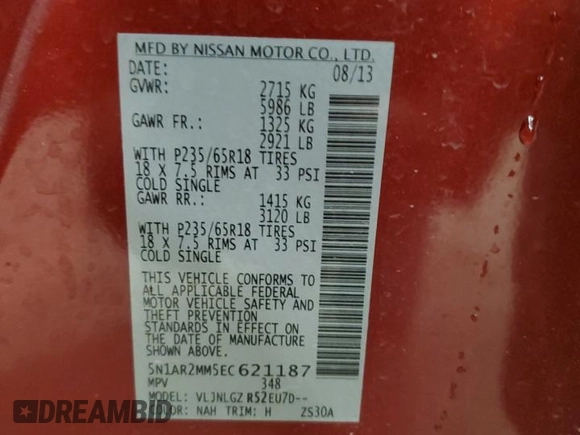 MFD BY NISSAN MOTOR CO., LTD.
DATE: 08/13
GVWR: 2715 KG
5986 LB
GAWR FR.: 1325 KG
2921 LB
WITH P235/65R18 TIRES
18 X 7.5 RIMS AT 33 PSI
COLD SINGLE
GAWR RR.: 1415 KG
3120 LB
WITH P235/65R18 TIRES
18 X 7.5 RIMS AT 33 PSI
COLD SINGLE
THIS VEHICLE CONFORMS TO
ALL APPLICABLE FEDERAL
MOTOR VEHICLE SAFETY AND
THEFT PREVENTION
STANDARDS IN EFFECT ON
THE DATE OF MANUFACTURE
SHOWN ABOVE.
5N1AR2MM5EC621187
MPV 348
MODEL: VLJNLGZ R52EU7D--
COLOR: NAH TRIM: H ZS30A
DREAMBID